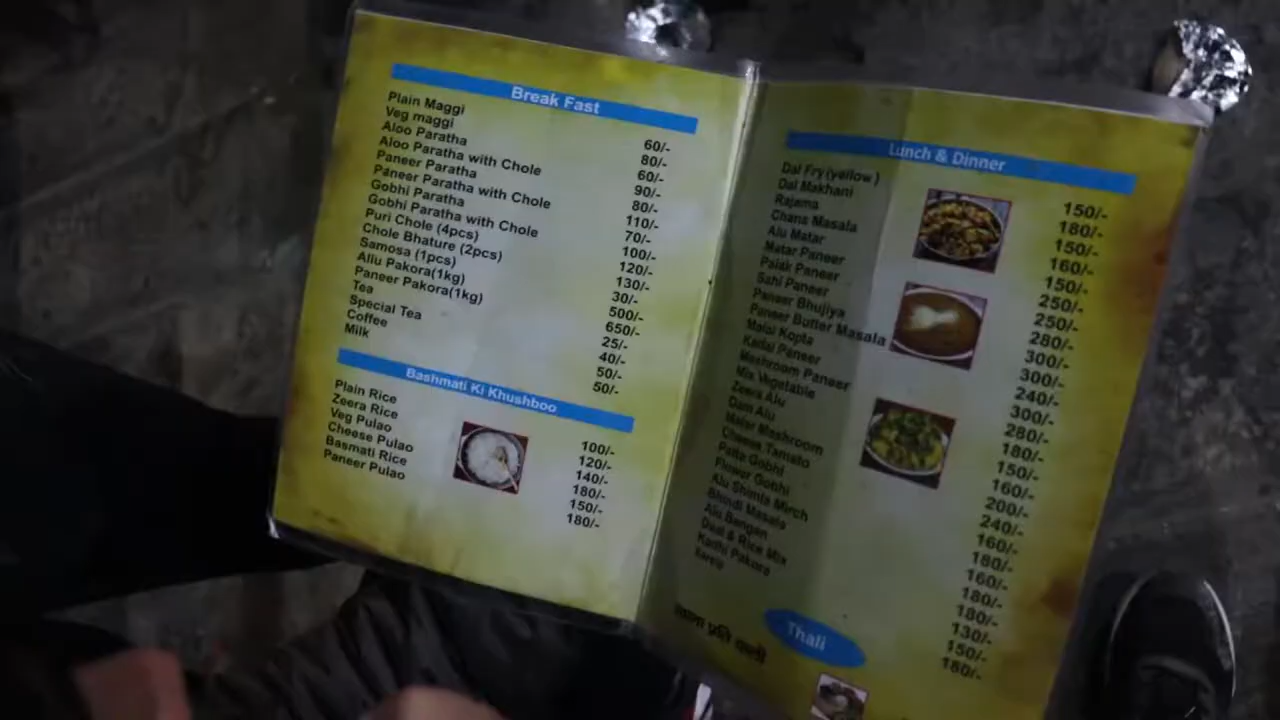 Break Fast
Plain Maggi 60/-
Veg maggi 80/-
Aloo Paratha 60/-
Aloo Paratha with Chole 90/-
Paneer Paratha 80/-
Paneer Paratha with Chole 110/-
Gobhi Paratha 70/-
Gobhi Paratha with Chole 100/-
Puri Chole (4pcs) 120/-
Chole Bhature (2pcs) 130/-
Samosa (1pcs) 30/-
Allu Pakora(1kg) 500/-
Paneer Pakora(1kg) 650/-
Tea 25/-
Special Tea 40/-
Coffee 50/-
Milk 50/-
Bashmati Ki Khushboo
Plain Rice 100/-
Zeera Rice 120/-
Veg Pulao 140/-
Cheese Pulao 180/-
Basmati Rice 150/-
Paneer Pulao 180/-
Lunch & Dinner
Dal Fry (yellow) 150/-
Dal Makhani 180/-
Rajama 150/-
Chana Masala 160/-
Alu Matar 150/-
Matar Paneer 250/-
Palak Paneer 250/-
Sahi Paneer 280/-
Paneer Bhujiya 300/-
Paneer Butter Masala 300/-
Malai Kopta 240/-
Kadai Paneer 300/-
Mashroom Paneer 280/-
Mix Vegetable 180/-
Zeera Alu 150/-
Dam Alu 160/-
Matar Mashroom 200/-
Cheese Tamato 240/-
Patta Gobhi 160/-
Flower Gobhi 180/-
Alu Shimla Mirch 160/-
Bhindi Masala 180/-
Alu Bengan 180/-
Daal & Rice Mix 130/-
Kadhi Pakora 150/-
Karela 180/-
Thali
प्रति थाली